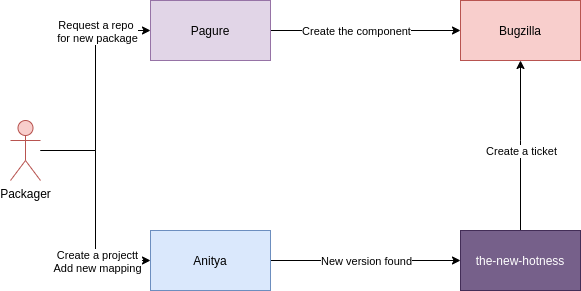 Request a repo
for new package
Pagure
Create the component
Bugzilla
Create a ticket
Packager
Create a projectt
Add new mapping
Anitya
New version found
the-new-hotness